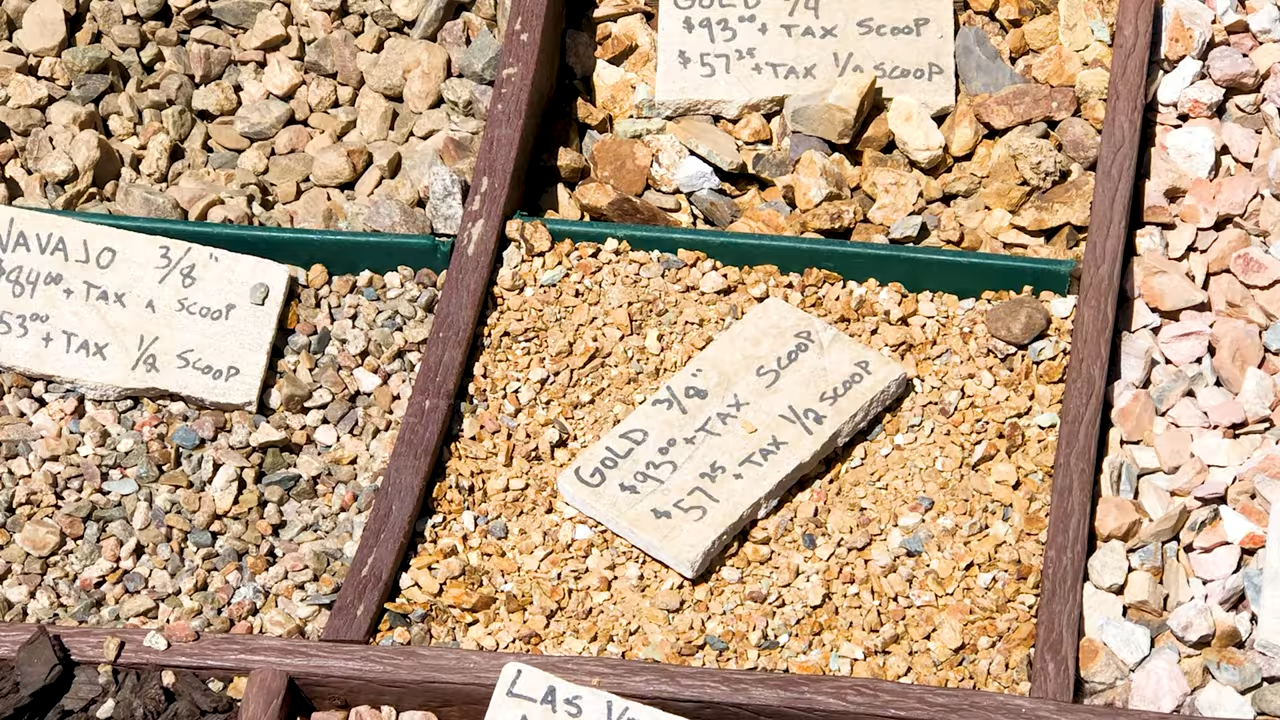 GOLD 3/4"
$93⁰⁰ + TAX SCOOP
$57²⁵ + TAX 1/2 SCOOP
NAVAJO 3/8"
$84⁰⁰ + TAX A SCOOP
53⁰⁰ + TAX 1/2 SCOOP
GOLD 3/8"
$93⁰⁰ + TAX SCOOP
$57²⁵ + TAX 1/2 SCOOP
LAS